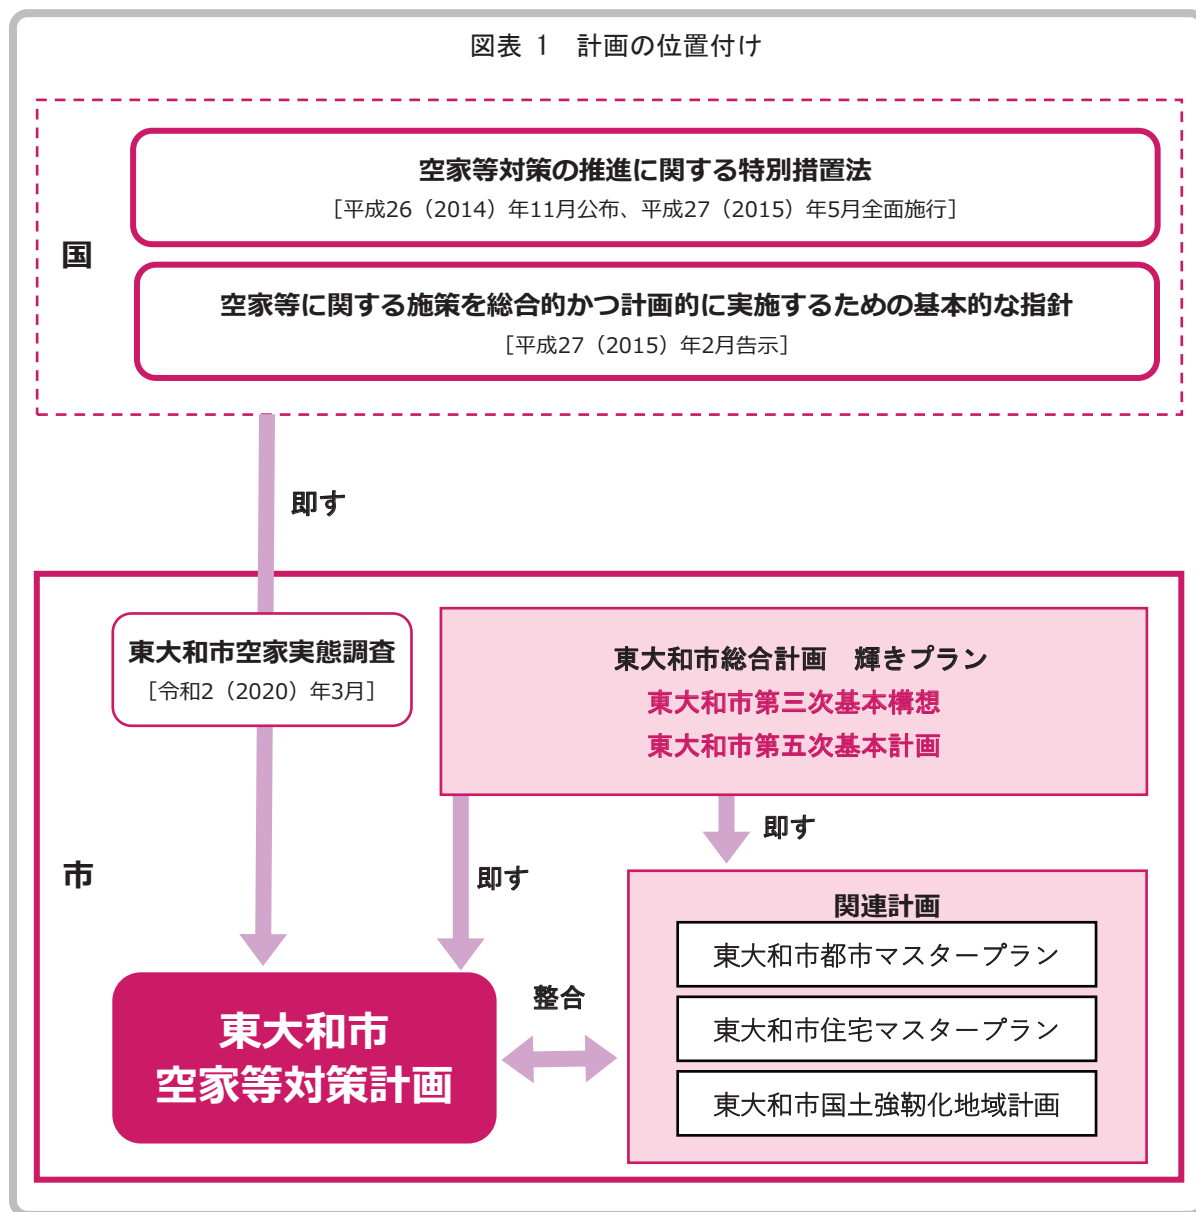 図表 1　計画の位置付け
国
空家等対策の推進に関する特別措置法
［平成26（2014）年11月公布、平成27（2015）年5月全面施行］
空家等に関する施策を総合的かつ計画的に実施するための基本的な指針
［平成27（2015）年2月告示］
即す
市
東大和市空家実態調査
［令和2（2020）年3月］
東大和市総合計画　輝きプラン
東大和市第三次基本構想
東大和市第五次基本計画
即す
即す
関連計画
東大和市都市マスタープラン
東大和市住宅マスタープラン
東大和市国土強靭化地域計画
整合
東大和市
空家等対策計画